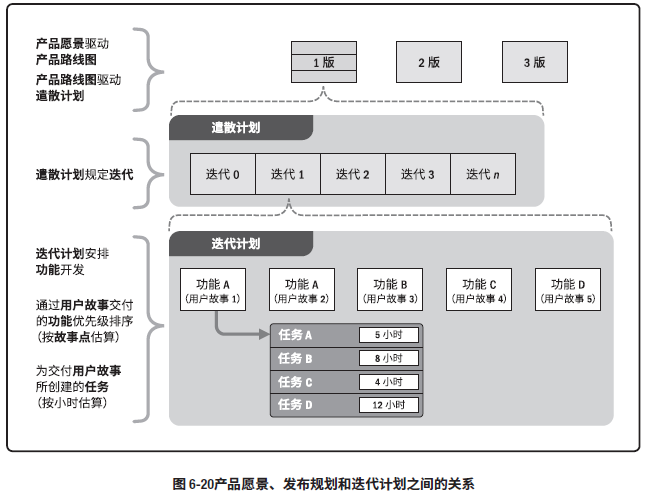 产品愿景驱动
产品路线图
产品路线图驱动
遣散计划
1 版
2 版
3 版
遣散计划
遣散计划规定迭代
迭代 0
迭代 1
迭代 2
迭代 3
迭代 n
迭代计划
迭代计划安排
功能开发
功能 A
(用户故事 1)
功能 A
(用户故事 2)
功能 B
(用户故事 3)
功能 C
(用户故事 4)
功能 D
(用户故事 5)
通过用户故事交付
的功能优先级排序
(按故事点估算)
任务 A
5 小时
任务 B
8 小时
任务 C
4 小时
任务 D
12 小时
为交付用户故事
所创建的任务
(按小时估算)
图 6-20产品愿景、发布规划和迭代计划之间的关系